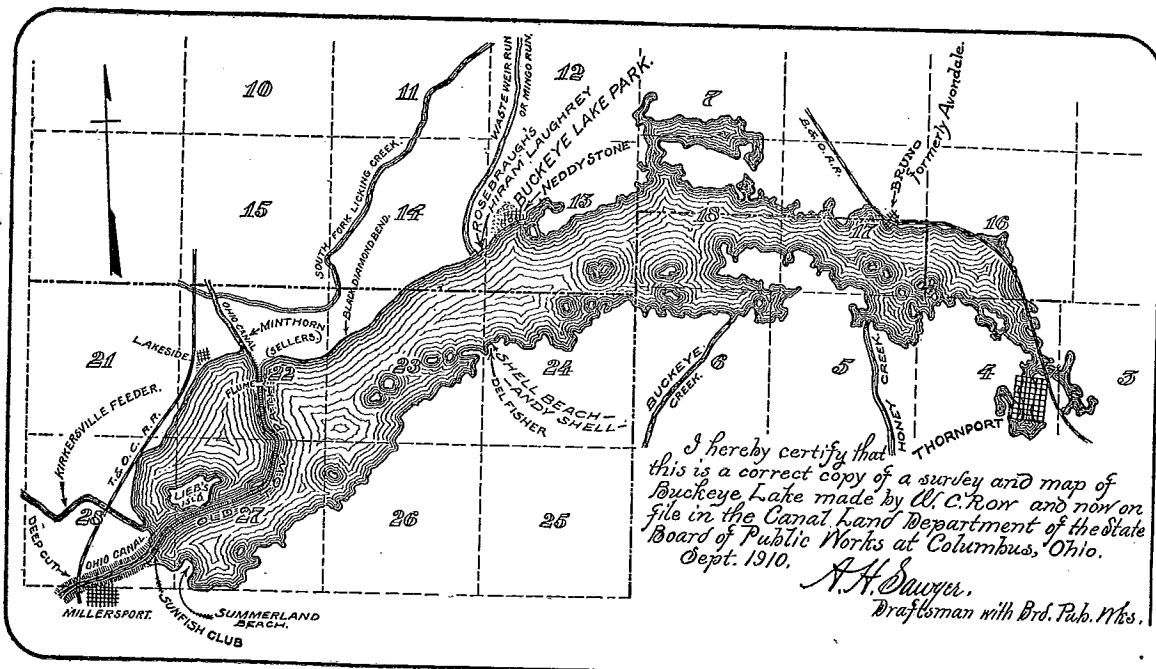 10
11
12
7
15
14
13
18
17
16
21
22
23
24
6
5
4
3
28
27
26
25
SOUTH FORK LICKING CREEK.
BLACK DIAMOND BEND.
WASTE WEIR RUN
OR MINGO RUN.
ROSEBRAUGH'S
HIRAM LAUGHREY
BUCKEYE LAKE PARK.
NEDDY STONE
B. & O. R.R.
BRUNO
formerly Avondale.
OHIO CANAL
MINTHORN
(SELLERS)
LAKESIDE.
KIRKERSVILLE FEEDER.
T. & O. C. R.R.
FLUME
LIEB'S
ISLD.
OLD
CANAL
DEEP CUT
OHIO CANAL
MILLERSPORT.
SUNFISH CLUB
SUMMERLAND
BEACH.
SHELL BEACH
ANDY SHELL
DEL FISHER
BUCKEYE
CREEK.
HONEY
CREEK
THORNPORT
I hereby certify that
this is a correct copy of a survey and map of
Buckeye Lake made by W. C. Row and now on
file in the Canal Land Department of the State
Board of Public Works at Columbus, Ohio.
Sept. 1910.
A. H. Sawyer.
Draftsman with Brd. Pub. Wks.